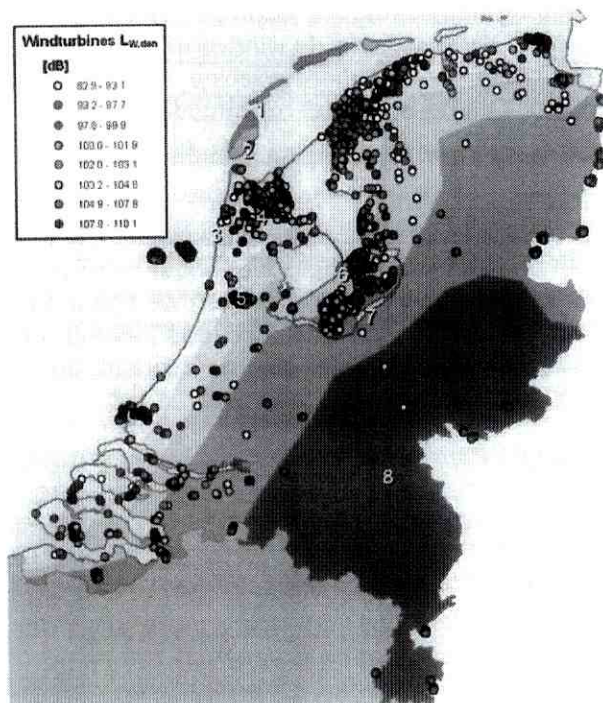 Windturbines L_W,den
[dB]
82.9 - 93.1
93.2 - 97.7
97.8 - 99.9
100.0 - 101.9
102.0 - 103.1
103.2 - 104.8
104.9 - 107.8
107.9 - 110.1
1
2
3
4
5
6
7
8